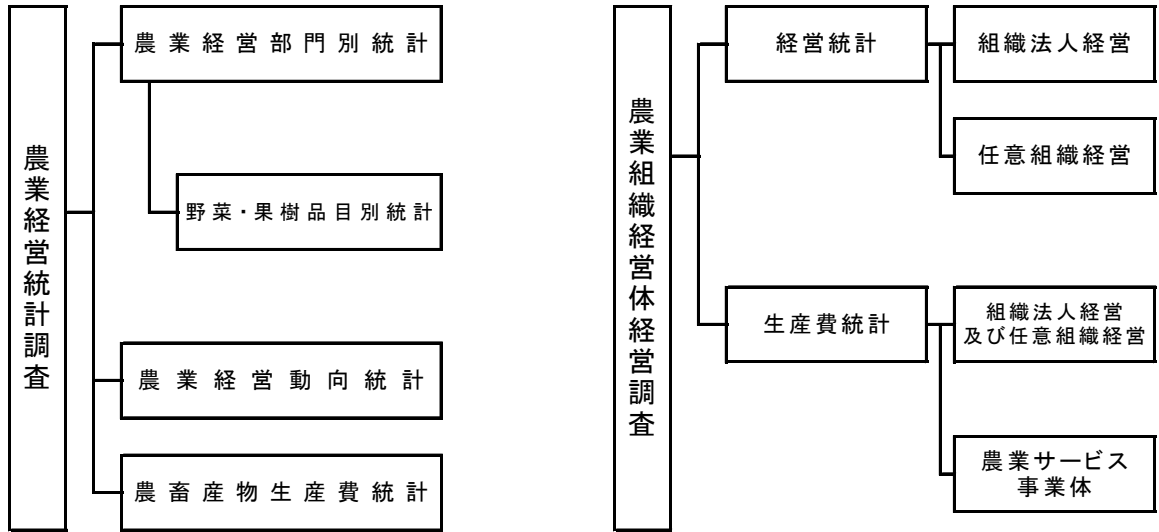 農業経営統計調査
農業経営部門別統計
野菜・果樹品目別統計
農業経営動向統計
農畜産物生産費統計
農業組織経営体経営調査
経営統計
組織法人経営
任意組織経営
生産費統計
組織法人経営
及び任意組織経営
農業サービス
事業体